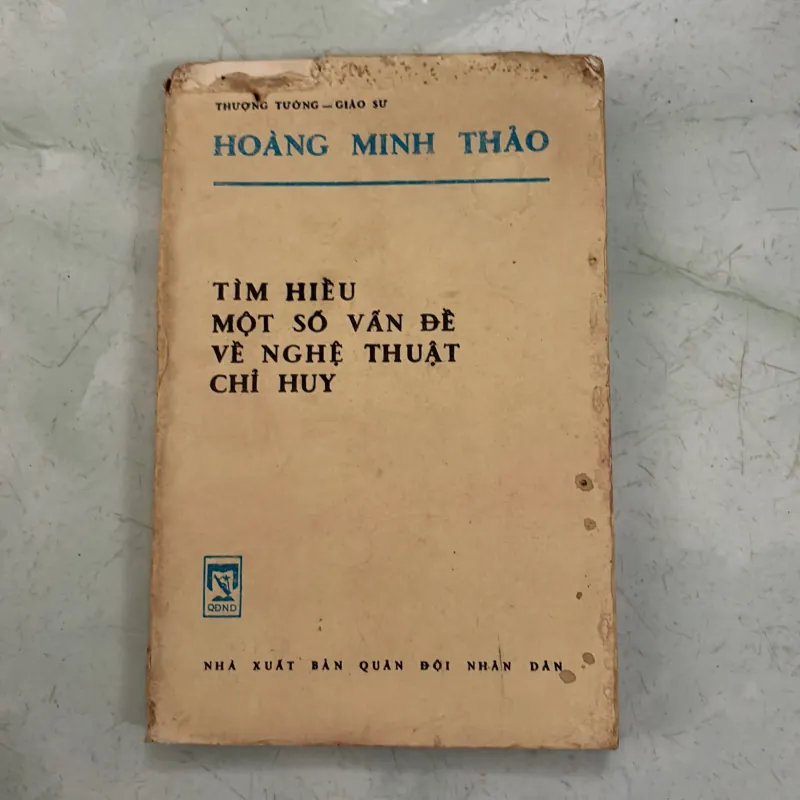 THƯỢNG TƯỚNG — GIÁO SƯ
HOÀNG MINH THẢO
TÌM HIỂU
MỘT SỐ VẤN ĐỀ
VỀ NGHỆ THUẬT
CHỈ HUY
QĐND
NHÀ XUẤT BẢN QUÂN ĐỘI NHÂN DÂN